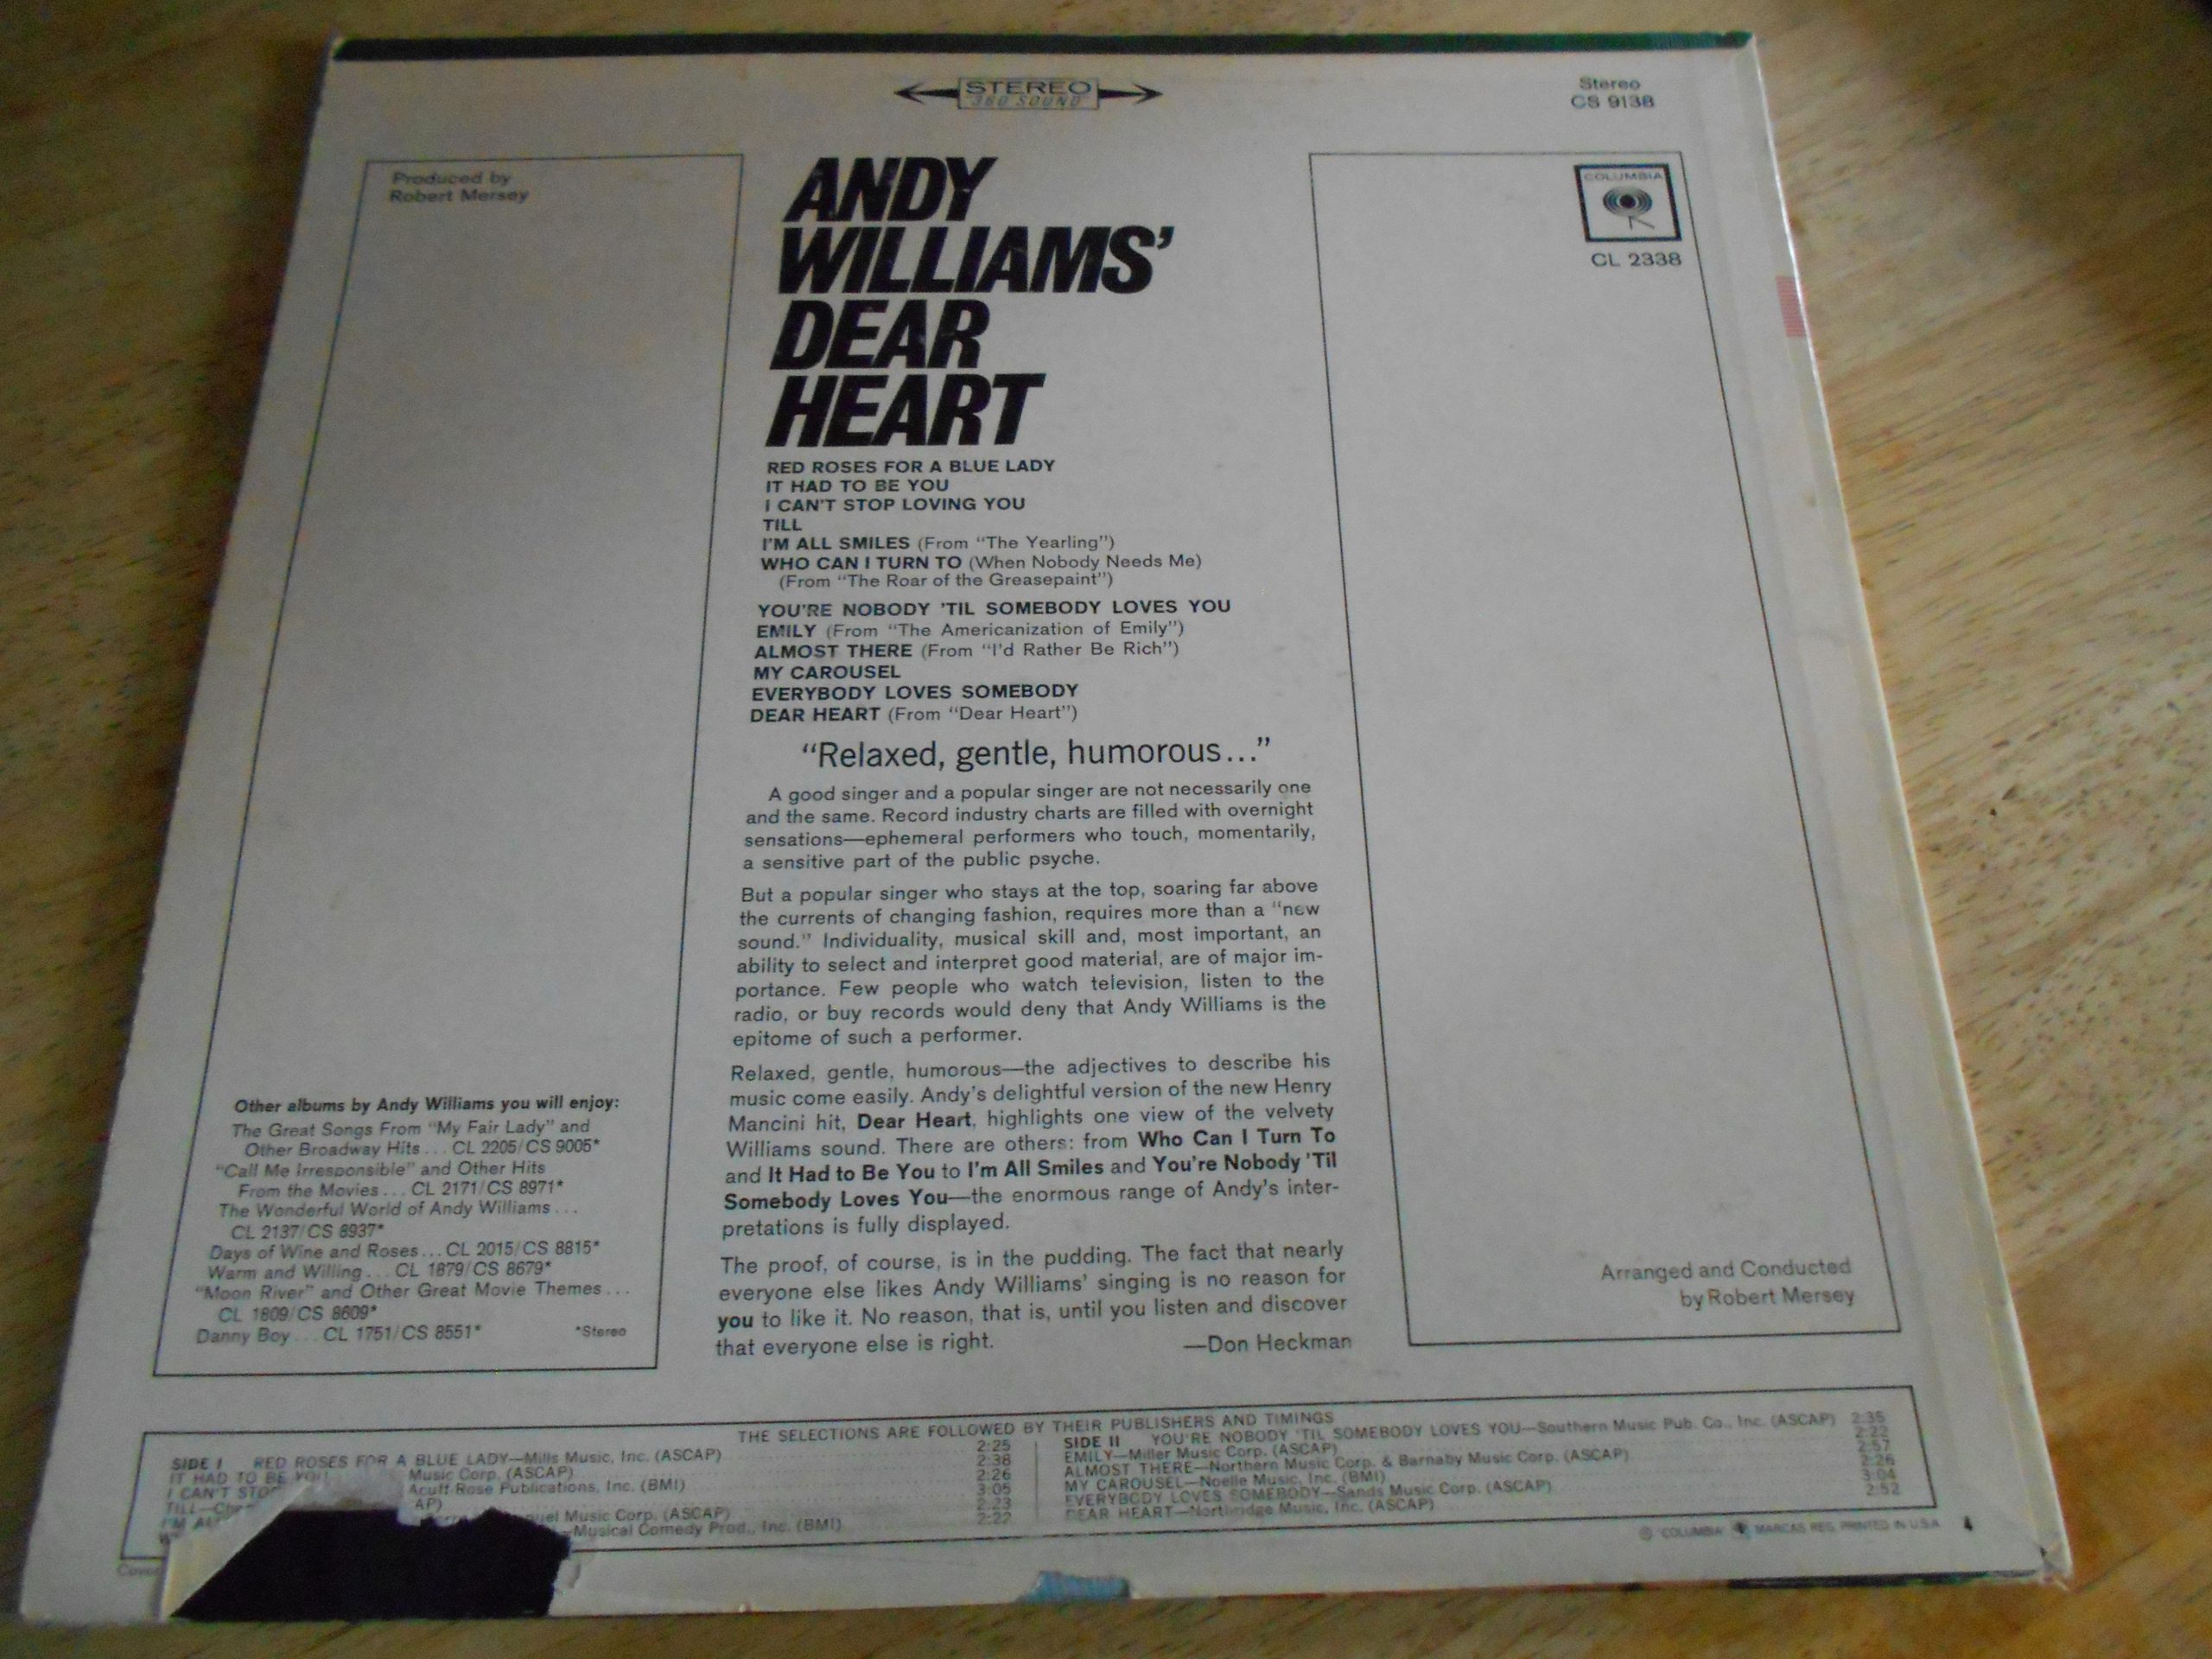 STEREO
360 SOUND
Stereo
CS 9138
Produced by
Robert Mersey
COLUMBIA
CL 2338
ANDY
WILLIAMS'
DEAR
HEART
RED ROSES FOR A BLUE LADY
IT HAD TO BE YOU
I CAN'T STOP LOVING YOU
TILL
I'M ALL SMILES (From "The Yearling")
WHO CAN I TURN TO (When Nobody Needs Me)
(From "The Roar of the Greasepaint")
YOU'RE NOBODY 'TIL SOMEBODY LOVES YOU
EMILY (From "The Americanization of Emily")
ALMOST THERE (From "I'd Rather Be Rich")
MY CAROUSEL
EVERYBODY LOVES SOMEBODY
DEAR HEART (From "Dear Heart")
"Relaxed, gentle, humorous..."
A good singer and a popular singer are not necessarily one
and the same. Record industry charts are filled with overnight
sensations—ephemeral performers who touch, momentarily,
a sensitive part of the public psyche.
But a popular singer who stays at the top, soaring far above
the currents of changing fashion, requires more than a "new
sound." Individuality, musical skill and, most important, an
ability to select and interpret good material, are of major im-
portance. Few people who watch television, listen to the
radio, or buy records would deny that Andy Williams is the
epitome of such a performer.
Relaxed, gentle, humorous—the adjectives to describe his
music come easily. Andy's delightful version of the new Henry
Mancini hit, Dear Heart, highlights one view of the velvety
Williams sound. There are others: from Who Can I Turn To
and It Had to Be You to I'm All Smiles and You're Nobody 'Til
Somebody Loves You—the enormous range of Andy's inter-
pretations is fully displayed.
The proof, of course, is in the pudding. The fact that nearly
everyone else likes Andy Williams' singing is no reason for
you to like it. No reason, that is, until you listen and discover
that everyone else is right.
—Don Heckman
Other albums by Andy Williams you will enjoy:
The Great Songs From "My Fair Lady" and
Other Broadway Hits ... CL 2205/CS 9005*
"Call Me Irresponsible" and Other Hits
From the Movies ... CL 2171/CS 8971*
The Wonderful World of Andy Williams ...
CL 2137/CS 8937*
Days of Wine and Roses ... CL 2015/CS 8815*
Warm and Willing ... CL 1879/CS 8679*
"Moon River" and Other Great Movie Themes ...
CL 1809/CS 8609*
Danny Boy ... CL 1751/CS 8551*
*Stereo
Arranged and Conducted
by Robert Mersey
THE SELECTIONS ARE FOLLOWED BY THEIR PUBLISHERS AND TIMINGS
SIDE I RED ROSES FOR A BLUE LADY—Mills Music, Inc. (ASCAP) 2:25
IT HAD TO BE YOU Music Corp. (ASCAP) 2:38
I CAN'T STO Acuff-Rose Publications, Inc. (BMI) 2:26
TILL— AP) 3:05
I'M A Music Corp. (ASCAP) 2:23
—Musical Comedy Prod., Inc. (BMI) 2:22
SIDE II YOU'RE NOBODY 'TIL SOMEBODY LOVES YOU—Southern Music Pub. Co., Inc. (ASCAP) 2:35
EMILY—Miller Music Corp. (ASCAP) 2:22
ALMOST THERE—Northern Music Corp. & Barnaby Music Corp. (ASCAP) 2:57
MY CAROUSEL—Noelle Music, Inc. (BMI) 2:26
EVERYBODY LOVES SOMEBODY—Sands Music Corp. (ASCAP) 3:04
DEAR HEART—Northridge Music, Inc. (ASCAP) 2:52
© "COLUMBIA" MARCAS REG. PRINTED IN U.S.A.
4